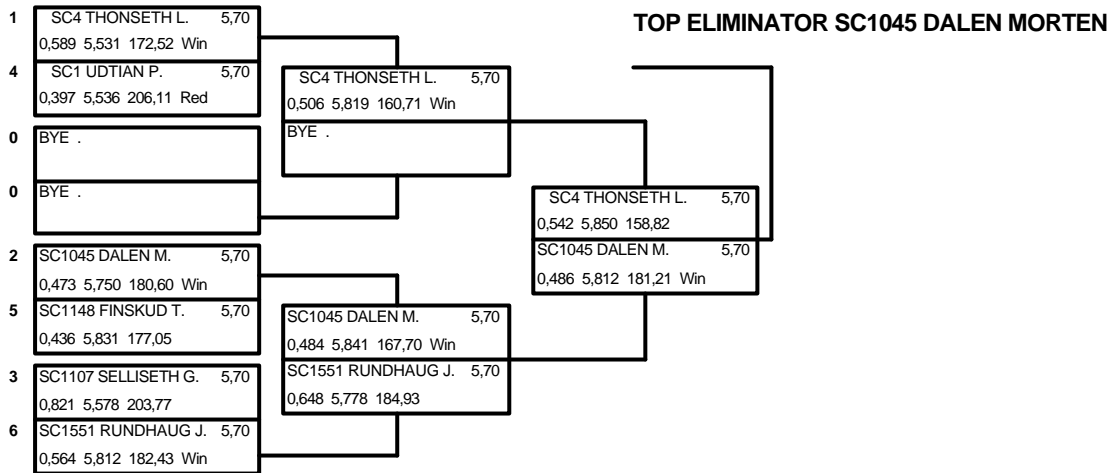 TOP ELIMINATOR SC1045 DALEN MORTEN
1 SC4 THONSETH L. 5,70
0,589 5,531 172,52 Win
4 SC1 UDTIAN P. 5,70
0,397 5,536 206,11 Red
0 BYE .
0 BYE .
2 SC1045 DALEN M. 5,70
0,473 5,750 180,60 Win
5 SC1148 FINSKUD T. 5,70
0,436 5,831 177,05
3 SC1107 SELLISETH G. 5,70
0,821 5,578 203,77
6 SC1551 RUNDHAUG J. 5,70
0,564 5,812 182,43 Win
SC4 THONSETH L. 5,70
0,506 5,819 160,71 Win
BYE .
SC1045 DALEN M. 5,70
0,484 5,841 167,70 Win
SC1551 RUNDHAUG J. 5,70
0,648 5,778 184,93
SC4 THONSETH L. 5,70
0,542 5,850 158,82
SC1045 DALEN M. 5,70
0,486 5,812 181,21 Win